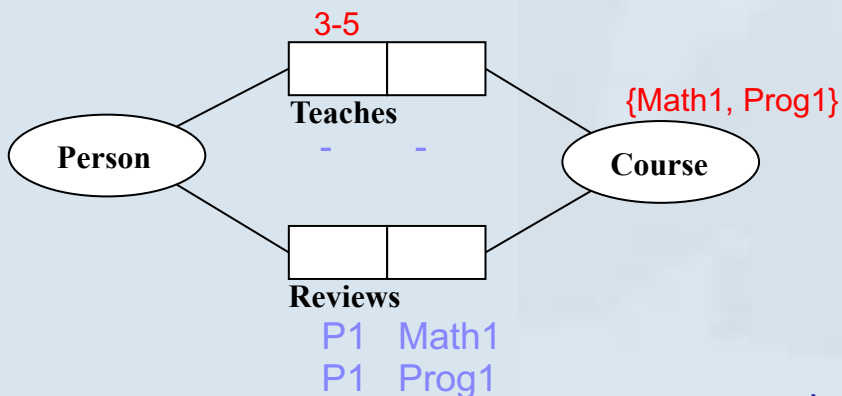 3-5
Teaches
{Math1, Prog1}
Person
- -
Course
Reviews
P1 Math1
P1 Prog1